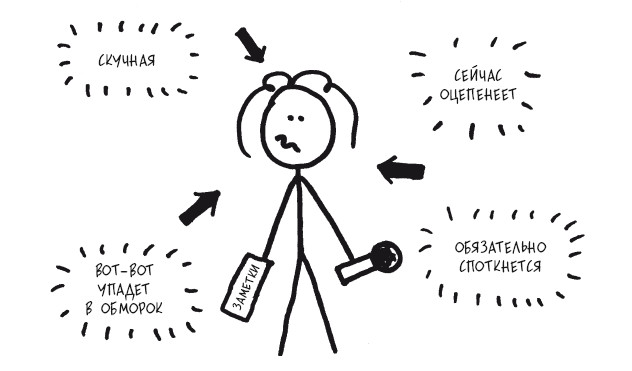 СКУЧНАЯ
СЕЙЧАС
ОЦЕПЕНЕЕТ
ВОТ-ВОТ
УПАДЕТ
В ОБМОРОК
ЗАМЕТКИ
ОБЯЗАТЕЛЬНО
СПОТКНЕТСЯ